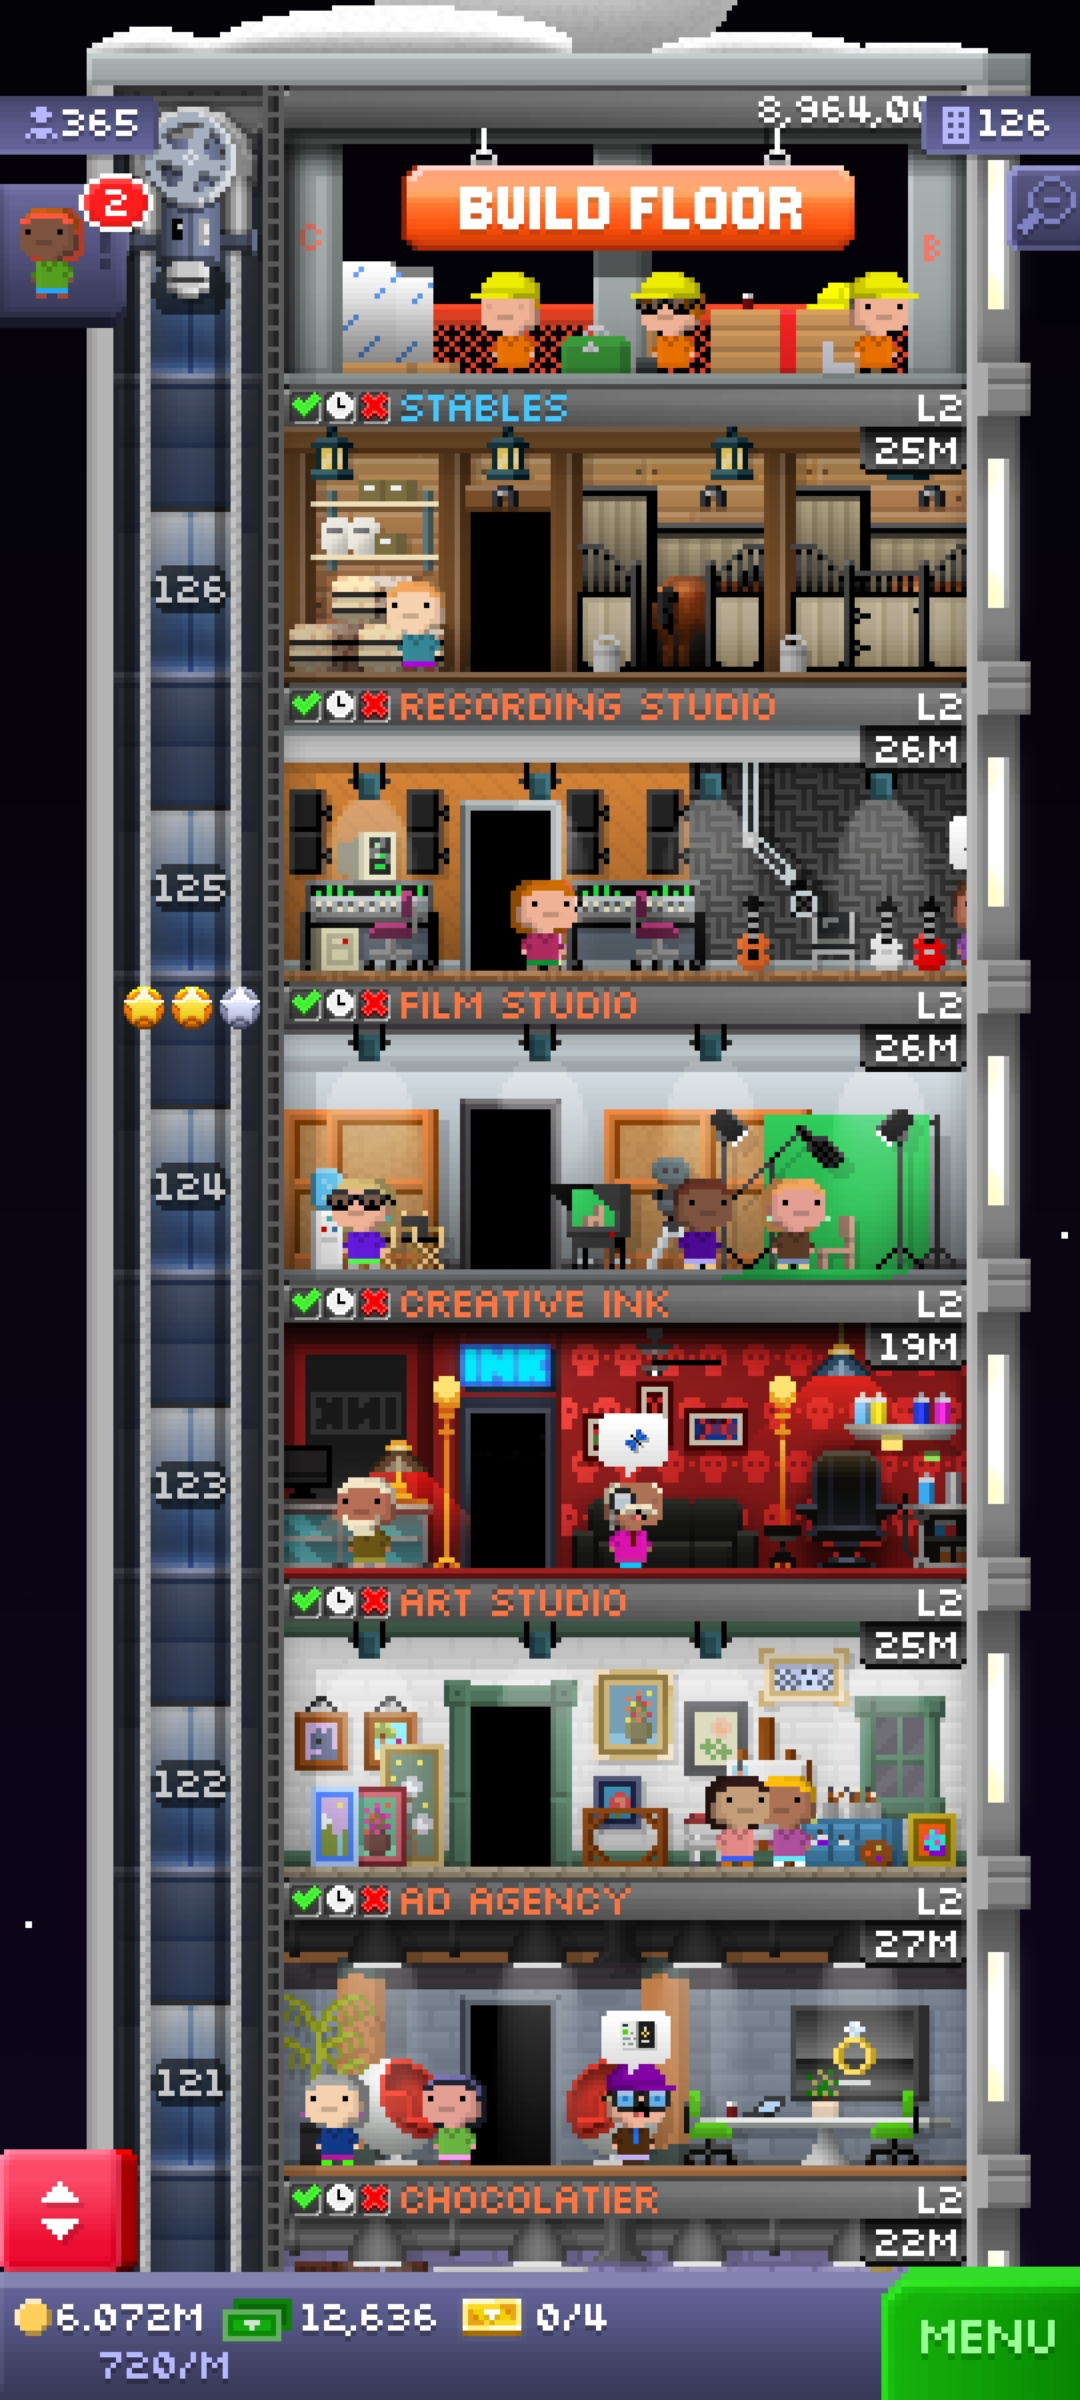 365
8,964,00
126
2
BUILD FLOOR
C
B
STABLES L2
25M
126
RECORDING STUDIO L2
26M
125
FILM STUDIO L2
26M
124
CREATIVE INK L2
19M
INK
123
ART STUDIO L2
25M
122
AD AGENCY L2
27M
121
CHOCOLATIER L2
22M
6.072M 12,636 0/4
720/M
MENU